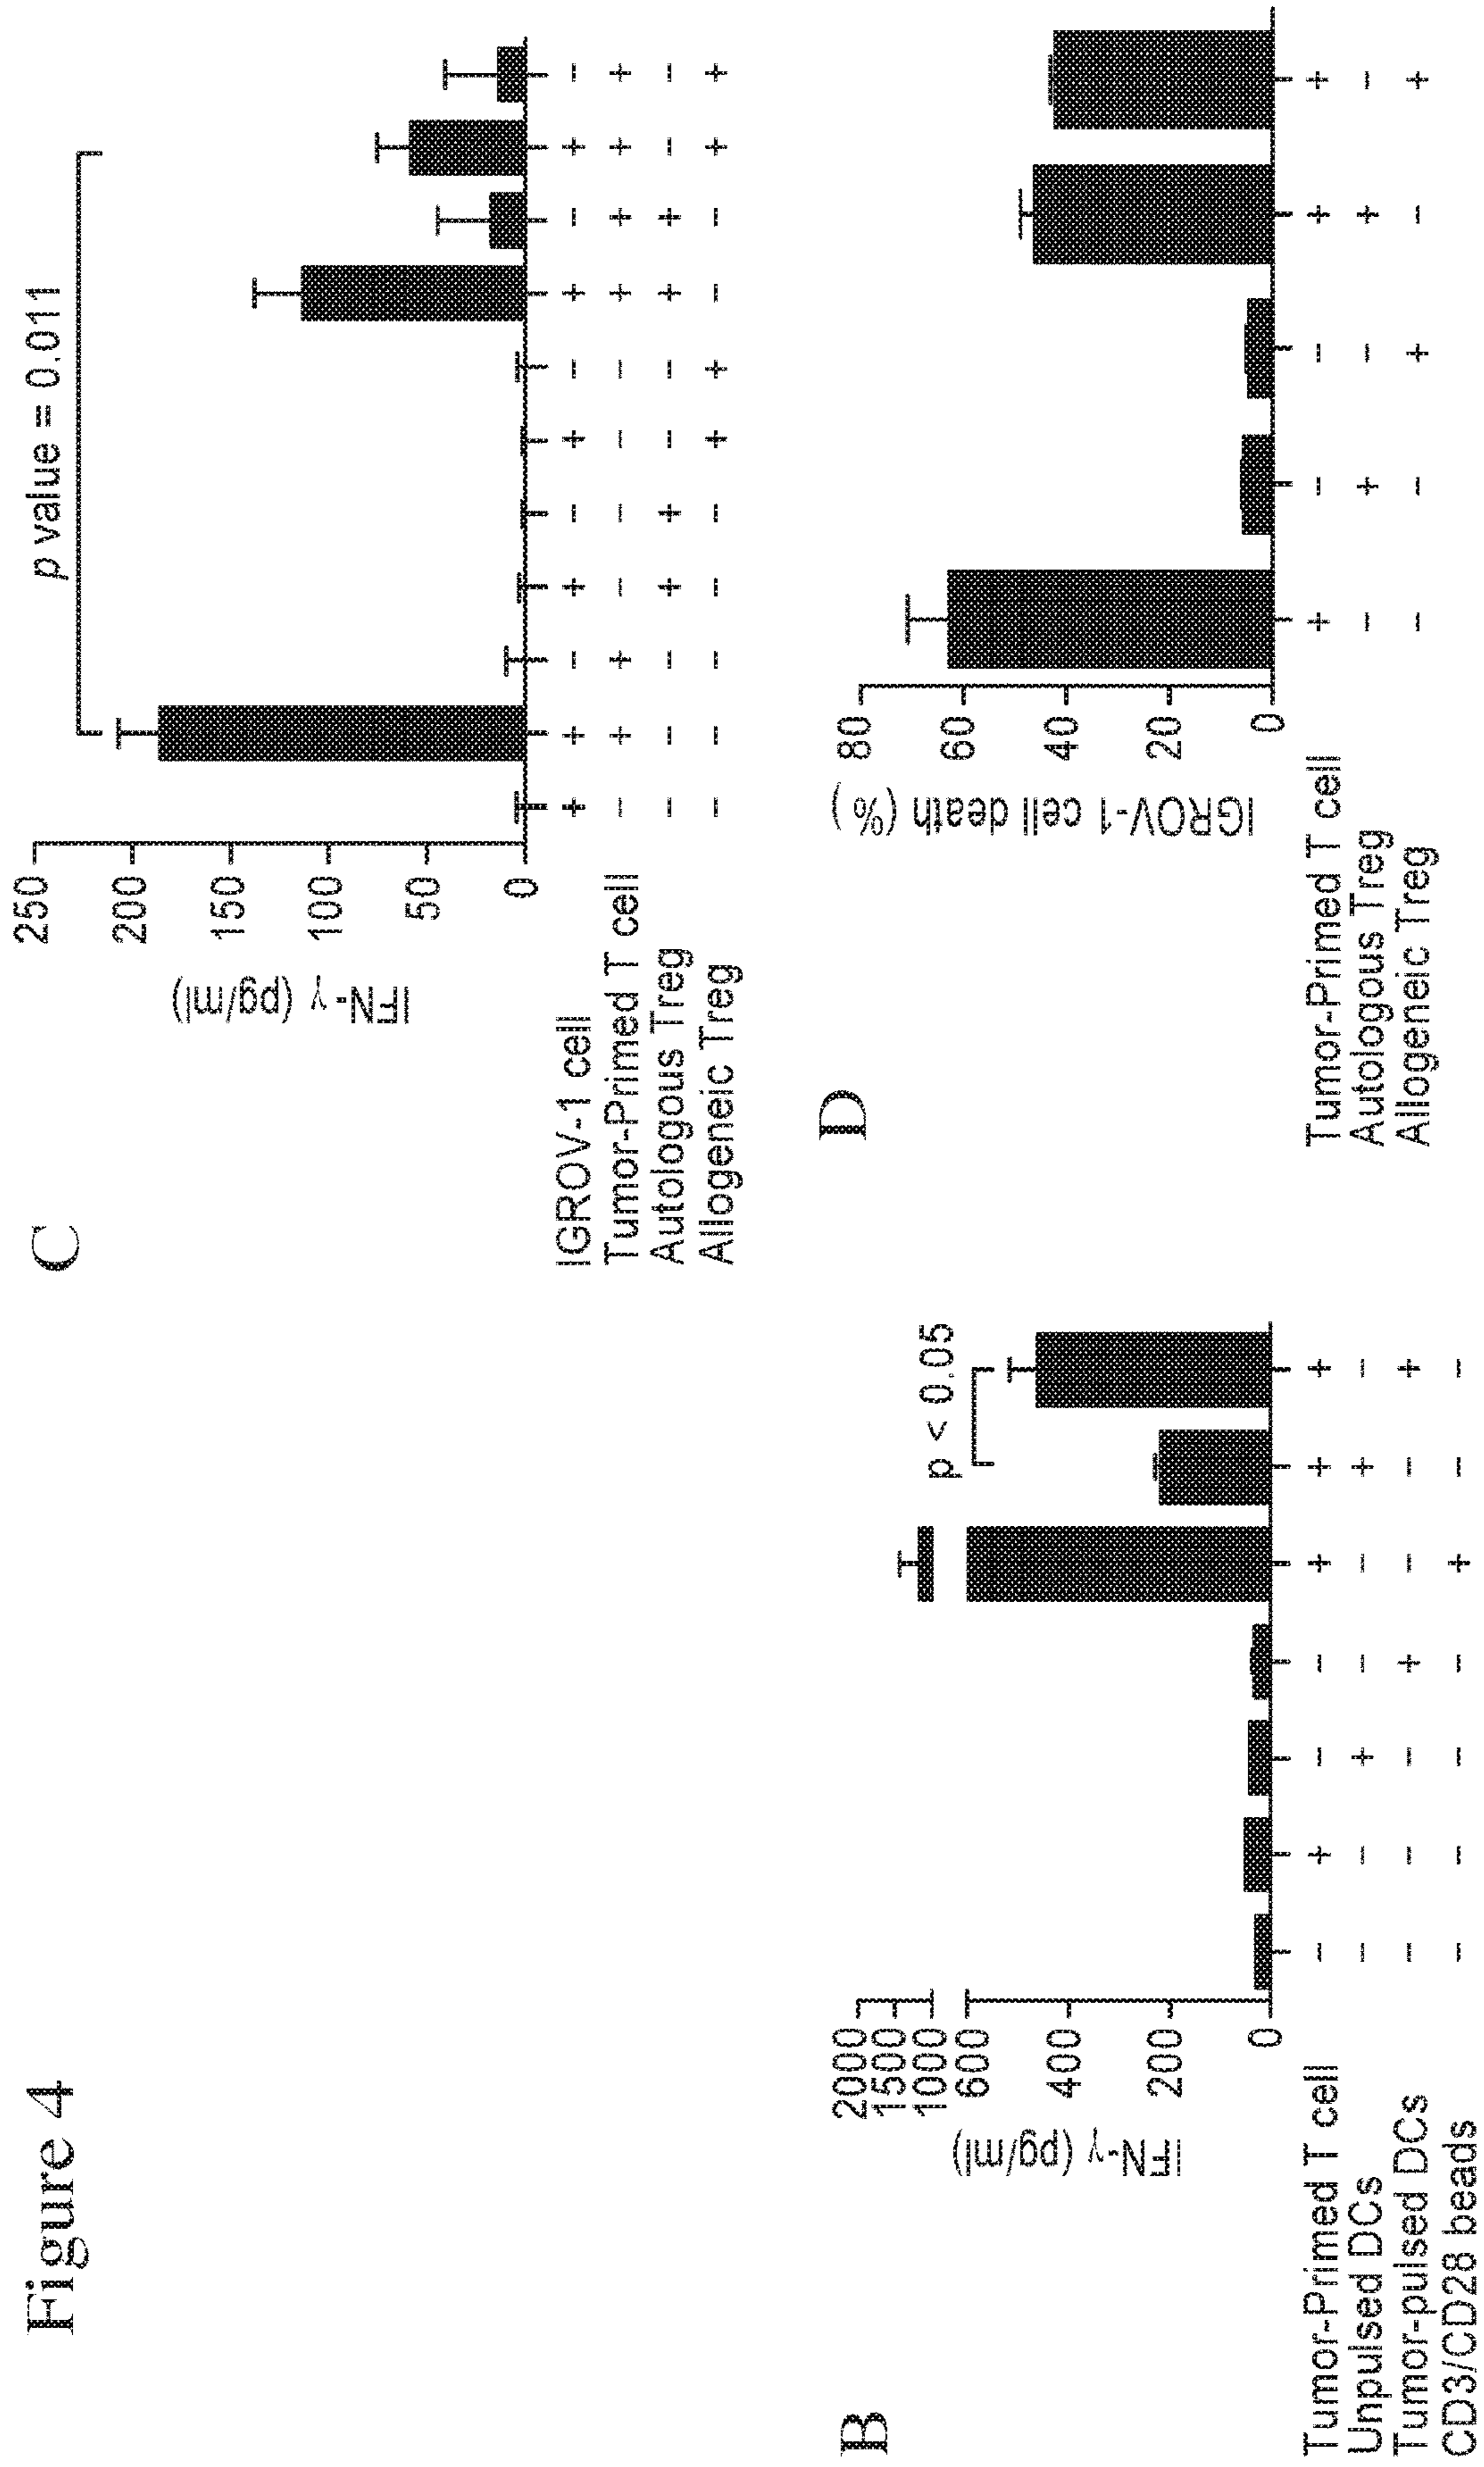 Figure 4
B
IFN-γ (pg/ml)
2000
1500
1000
600
400
200
0
p < 0.05
Tumor-Primed T cell − + − − + + +
Unpulsed DCs − − + − − + −
Tumor-pulsed DCs − − − + − − +
CD3/CD28 beads − − − − + − −
C
IFN-γ (pg/ml)
250
200
150
100
50
0
p value = 0.011
IGROV-1 cell + + − + − + − + − + −
Tumor-Primed T cell − + + − − − − + + + +
Autologous Treg − − − + + − − + + − −
Allogeneic Treg − − − − − + + − − + +
D
IGROV-1 cell death (%)
80
60
40
20
0
Tumor-Primed T cell + − − + +
Autologous Treg − + − + −
Allogeneic Treg − − + − +